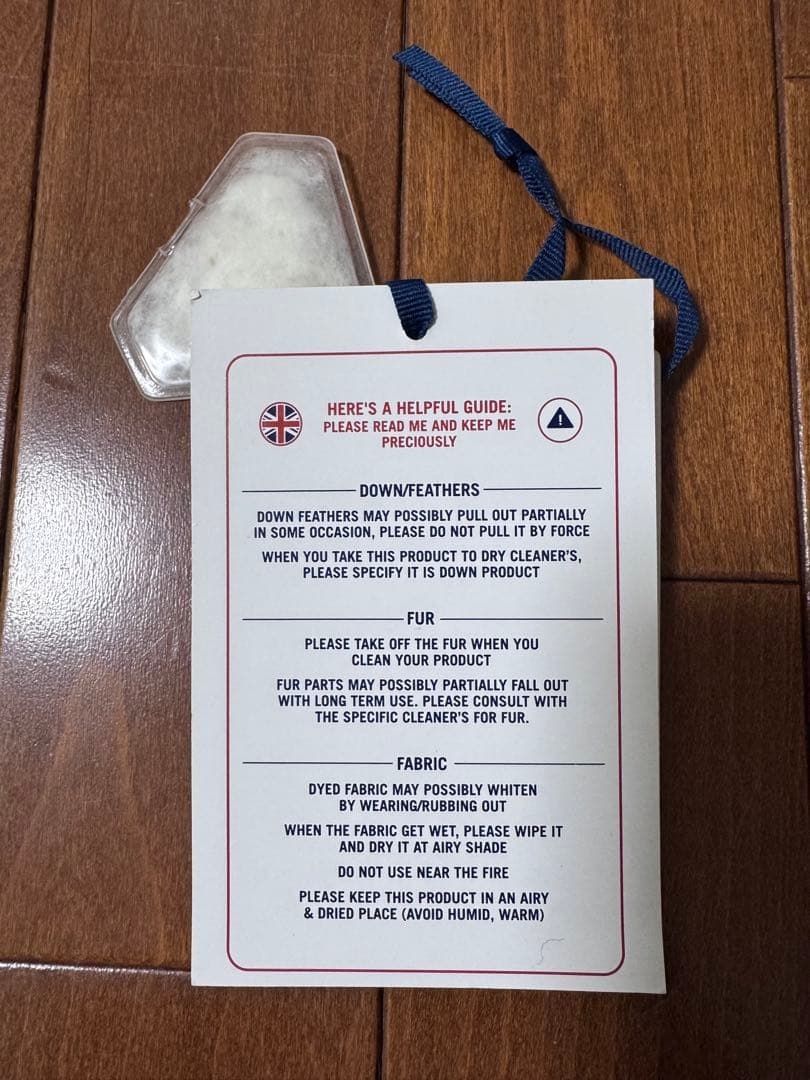 HERE'S A HELPFUL GUIDE:
PLEASE READ ME AND KEEP ME
PRECIOUSLY
DOWN/FEATHERS
DOWN FEATHERS MAY POSSIBLY PULL OUT PARTIALLY
IN SOME OCCASION, PLEASE DO NOT PULL IT BY FORCE
WHEN YOU TAKE THIS PRODUCT TO DRY CLEANER'S,
PLEASE SPECIFY IT IS DOWN PRODUCT
FUR
PLEASE TAKE OFF THE FUR WHEN YOU
CLEAN YOUR PRODUCT
FUR PARTS MAY POSSIBLY PARTIALLY FALL OUT
WITH LONG TERM USE. PLEASE CONSULT WITH
THE SPECIFIC CLEANER'S FOR FUR.
FABRIC
DYED FABRIC MAY POSSIBLY WHITEN
BY WEARING/RUBBING OUT
WHEN THE FABRIC GET WET, PLEASE WIPE IT
AND DRY IT AT AIRY SHADE
DO NOT USE NEAR THE FIRE
PLEASE KEEP THIS PRODUCT IN AN AIRY
& DRIED PLACE (AVOID HUMID, WARM)